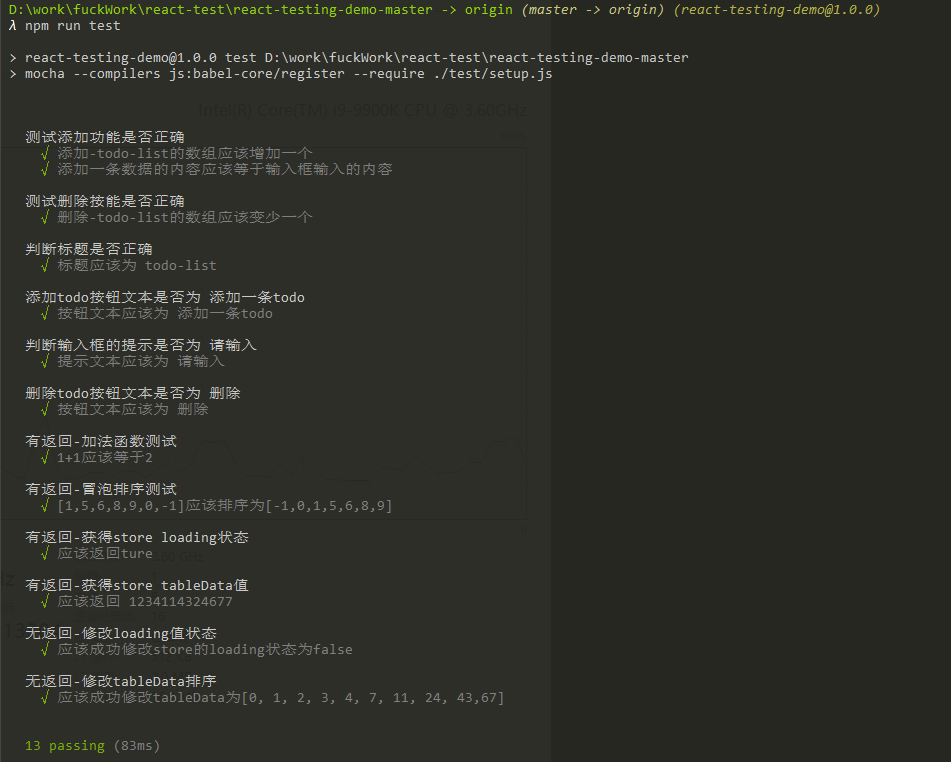 D:\work\fuckWork\react-test\react-testing-demo-master -> origin (master -> origin) (react-testing-demo@1.0.0)
λ npm run test
> react-testing-demo@1.0.0 test D:\work\fuckWork\react-test\react-testing-demo-master
> mocha --compilers js:babel-core/register --require ./test/setup.js
Intel(R) Core(TM) i9-9900K CPU @ 3.60GHz
测试添加功能是否正确
√ 添加-todo-list的数组应该增加一个
√ 添加一条数据的内容应该等于输入框输入的内容
测试删除按能是否正确
√ 删除-todo-list的数组应该变少一个
判断标题是否正确
√ 标题应该为 todo-list
添加todo按钮文本是否为 添加一条todo
√ 按钮文本应该为 添加一条todo
判断输入框的提示是否为 请输入
√ 提示文本应该为 请输入
删除todo按钮文本是否为 删除
√ 按钮文本应该为 删除
有返回-加法函数测试
√ 1+1应该等于2
有返回-冒泡排序测试
√ [1,5,6,8,9,0,-1]应该排序为[-1,0,1,5,6,8,9]
有返回-获得store loading状态
√ 应该返回ture
有返回-获得store tableData值
√ 应该返回 1234114324677
无返回-修改loading值状态
√ 应该成功修改store的loading状态为false
无返回-修改tableData排序
√ 应该成功修改tableData为[0, 1, 2, 3, 4, 7, 11, 24, 43,67]
13 passing (83ms)